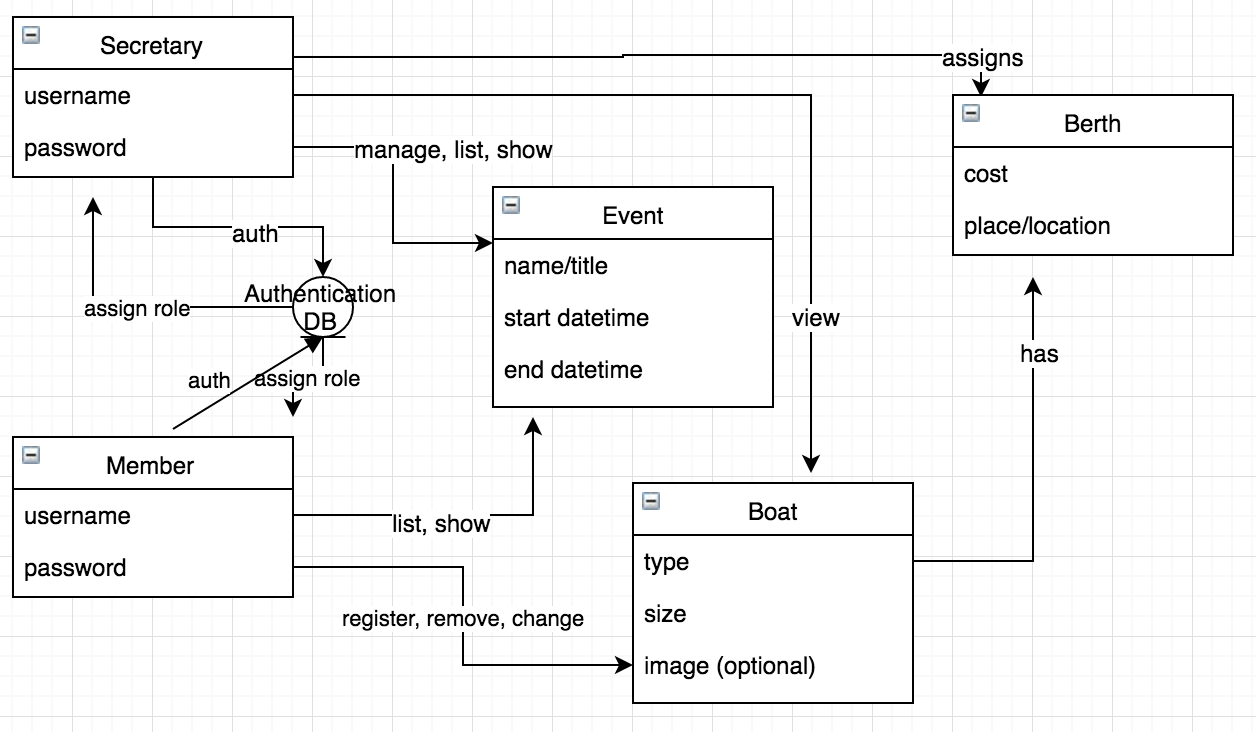 Secretary
username
password
assigns
Berth
cost
place/location
manage, list, show
Event
name/title
start datetime
end datetime
auth
Authentication
DB
assign role
view
has
auth
assign role
Member
username
password
list, show
register, remove, change
Boat
type
size
image (optional)